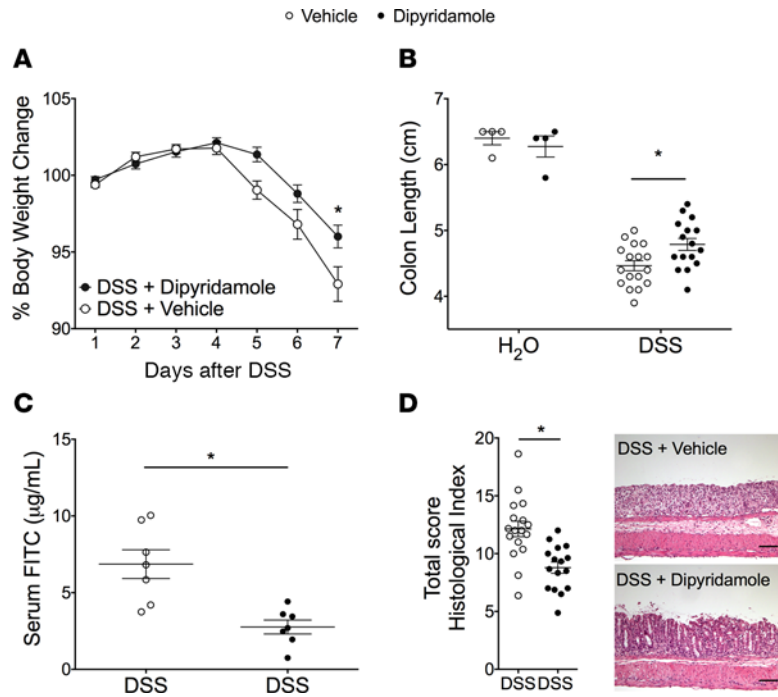 Vehicle Dipyridamole
A
% Body Weight Change
105
100
95
90
DSS + Dipyridamole
DSS + Vehicle
*
1 2 3 4 5 6 7
Days after DSS
B
Colon Length (cm)
7
6
5
4
*
H₂O DSS
C
Serum FITC (μg/mL)
15
10
5
0
*
DSS DSS
D
Total score
Histological Index
20
15
10
5
0
*
DSS DSS
DSS + Vehicle
DSS + Dipyridamole